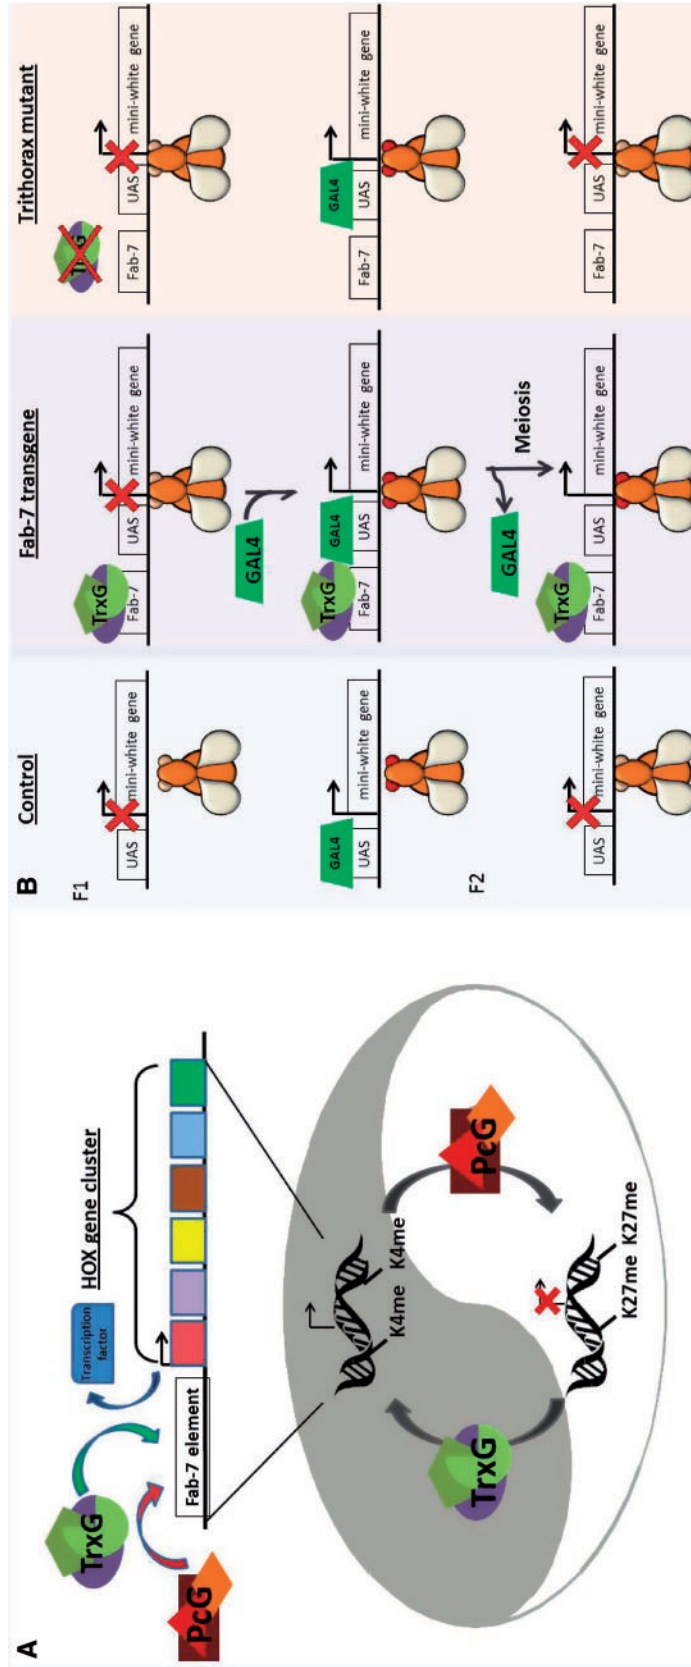 A
TrxG
PcG
Transcription
factor
HOX gene cluster
Fab-7 element
K4me
K4me
TrxG
PcG
K27me
K27me
B
Control
Fab-7 transgene
Trithorax mutant
F1
UAS
mini-white gene
TrxG
Fab-7
UAS
mini-white gene
TrxG
Fab-7
UAS
mini-white gene
GAL4
GAL4
UAS
mini-white gene
TrxG
Fab-7
GAL4
UAS
mini-white gene
Fab-7
GAL4
UAS
mini-white gene
F2
GAL4
Meiosis
UAS
mini-white gene
TrxG
Fab-7
UAS
mini-white gene
Fab-7
UAS
mini-white gene